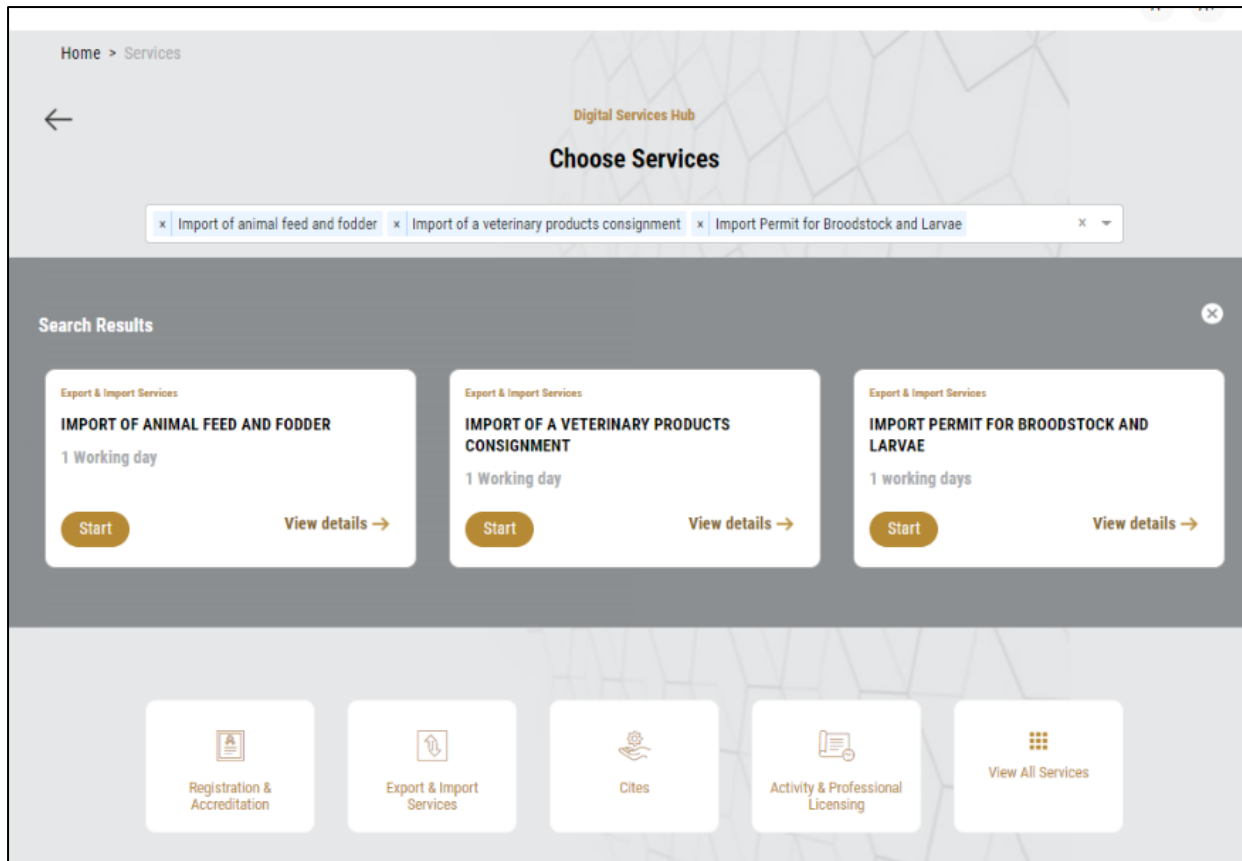 Home > Services
Digital Services Hub
Choose Services
× Import of animal feed and fodder × Import of a veterinary products consignment × Import Permit for Broodstock and Larvae ×
Search Results
Export & Import Services
IMPORT OF ANIMAL FEED AND FODDER
1 Working day
Start
View details →
Export & Import Services
IMPORT OF A VETERINARY PRODUCTS
CONSIGNMENT
1 Working day
Start
View details →
Export & Import Services
IMPORT PERMIT FOR BROODSTOCK AND
LARVAE
1 working days
Start
View details →
Registration &
Accreditation
Export & Import
Services
Cites
Activity & Professional
Licensing
View All Services